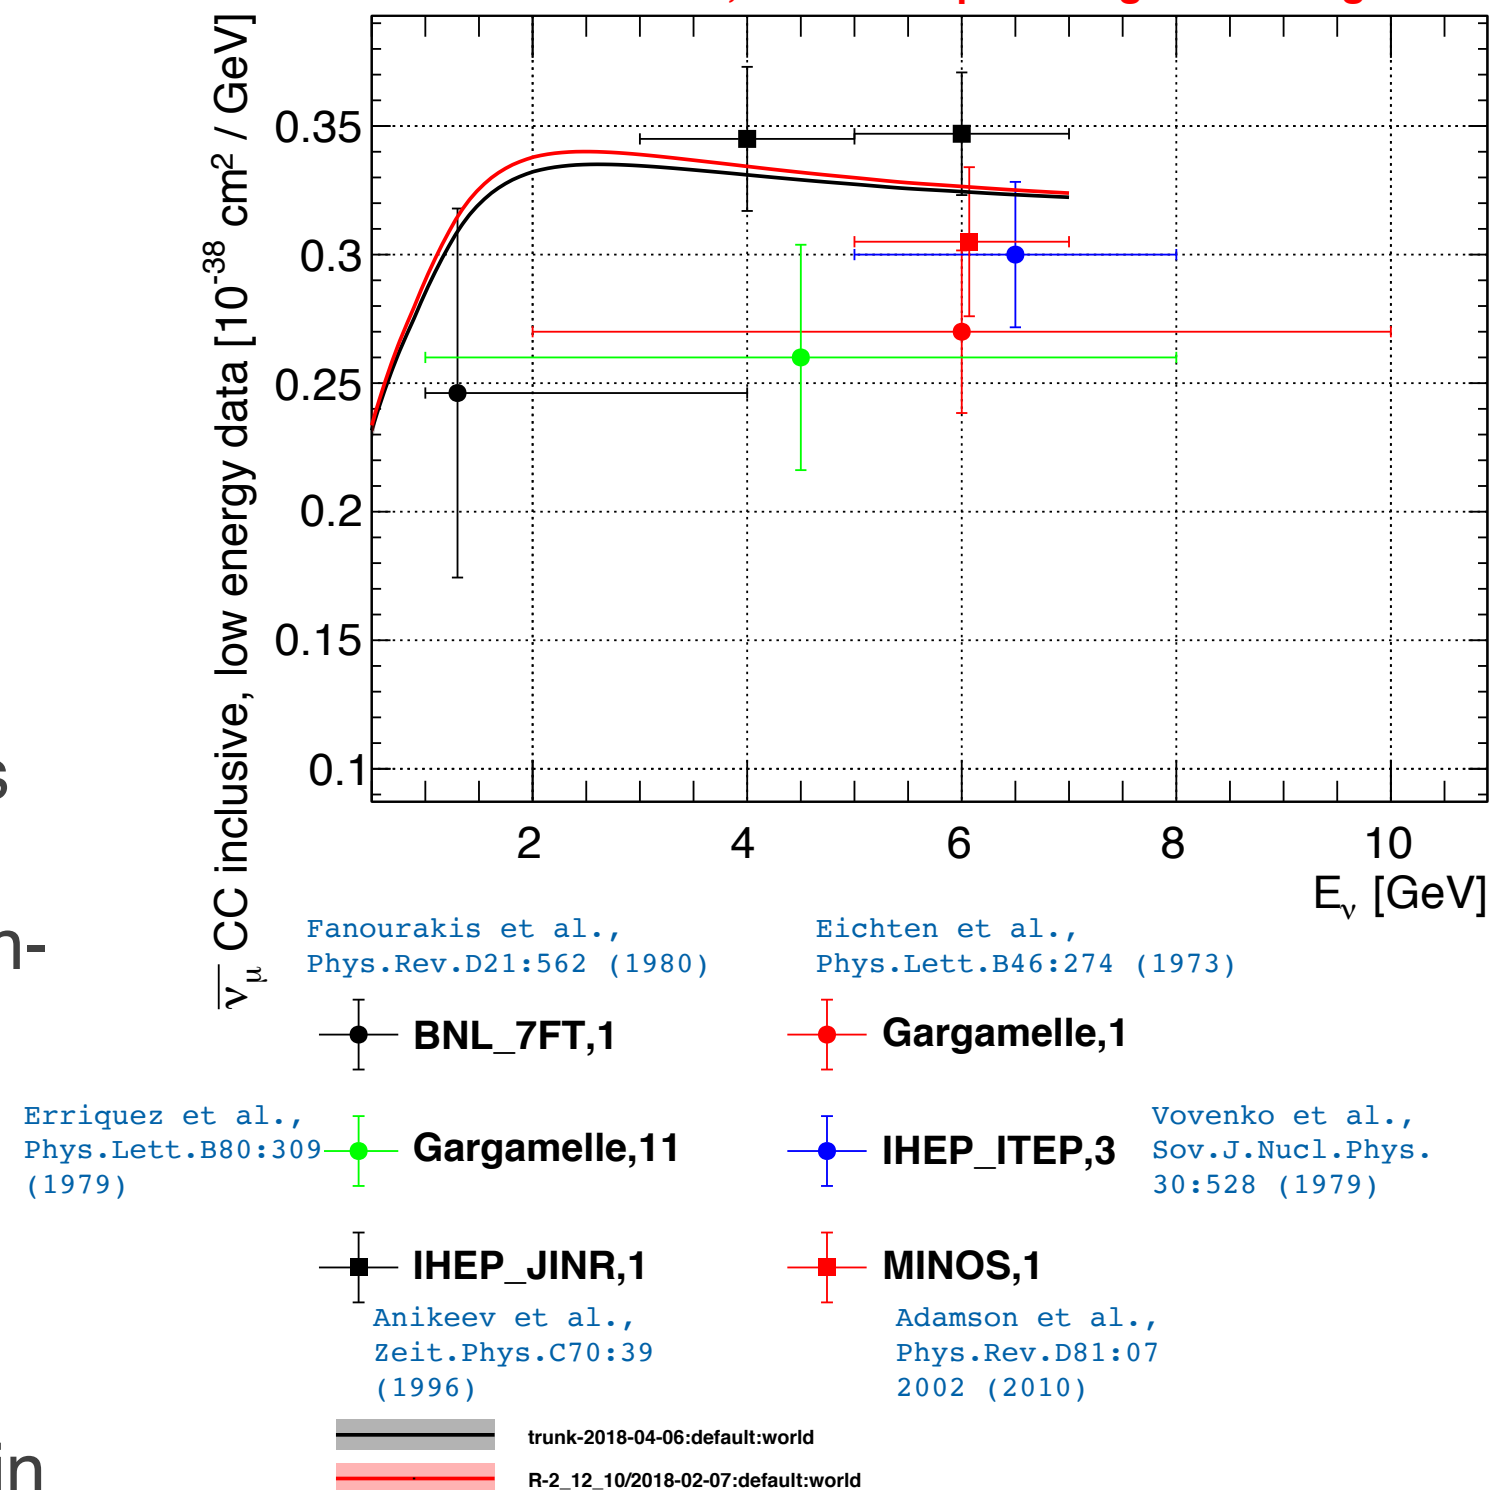 ν̅_μ CC inclusive, low energy data [10⁻³⁸ cm² / GeV]
0.35
0.3
0.25
0.2
0.15
0.1
2 4 6 8 10
E_ν [GeV]
s
n-
in
Fanourakis et al.,
Phys.Rev.D21:562 (1980)
BNL_7FT,1
Eichten et al.,
Phys.Lett.B46:274 (1973)
Gargamelle,1
Erriquez et al.,
Phys.Lett.B80:309
(1979)
Gargamelle,11
IHEP_ITEP,3
Vovenko et al.,
Sov.J.Nucl.Phys.
30:528 (1979)
IHEP_JINR,1
Anikeev et al.,
Zeit.Phys.C70:39
(1996)
MINOS,1
Adamson et al.,
Phys.Rev.D81:07
2002 (2010)
trunk-2018-04-06:default:world
R-2_12_10/2018-02-07:default:world